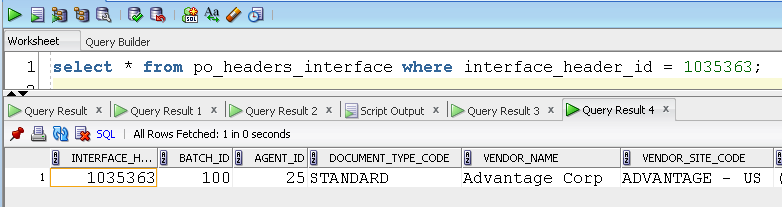 Worksheet Query Builder
1 select * from po_headers_interface where interface_header_id = 1035363;
Query Result x Query Result 1 x Query Result 2 x Script Output x Query Result 3 x Query Result 4 x
SQL | All Rows Fetched: 1 in 0 seconds
INTERFACE_H... BATCH_ID AGENT_ID DOCUMENT_TYPE_CODE VENDOR_NAME VENDOR_SITE_CODE
1 1035363 100 25 STANDARD Advantage Corp ADVANTAGE - US